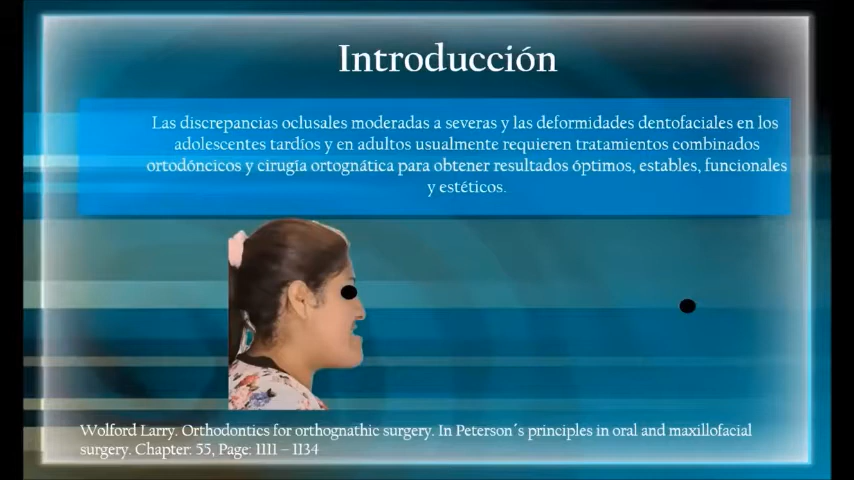 Introducción
Las discrepancias oclusales moderadas a severas y las deformidades dentofaciales en los
adolescentes tardíos y en adultos usualmente requieren tratamientos combinados
ortodóncicos y cirugía ortognática para obtener resultados óptimos, estables, funcionales
y estéticos.
Wolford Larry. Orthodontics for orthognathic surgery. In Peterson´s principles in oral and maxillofacial
surgery. Chapter: 55, Page: 1111 – 1134